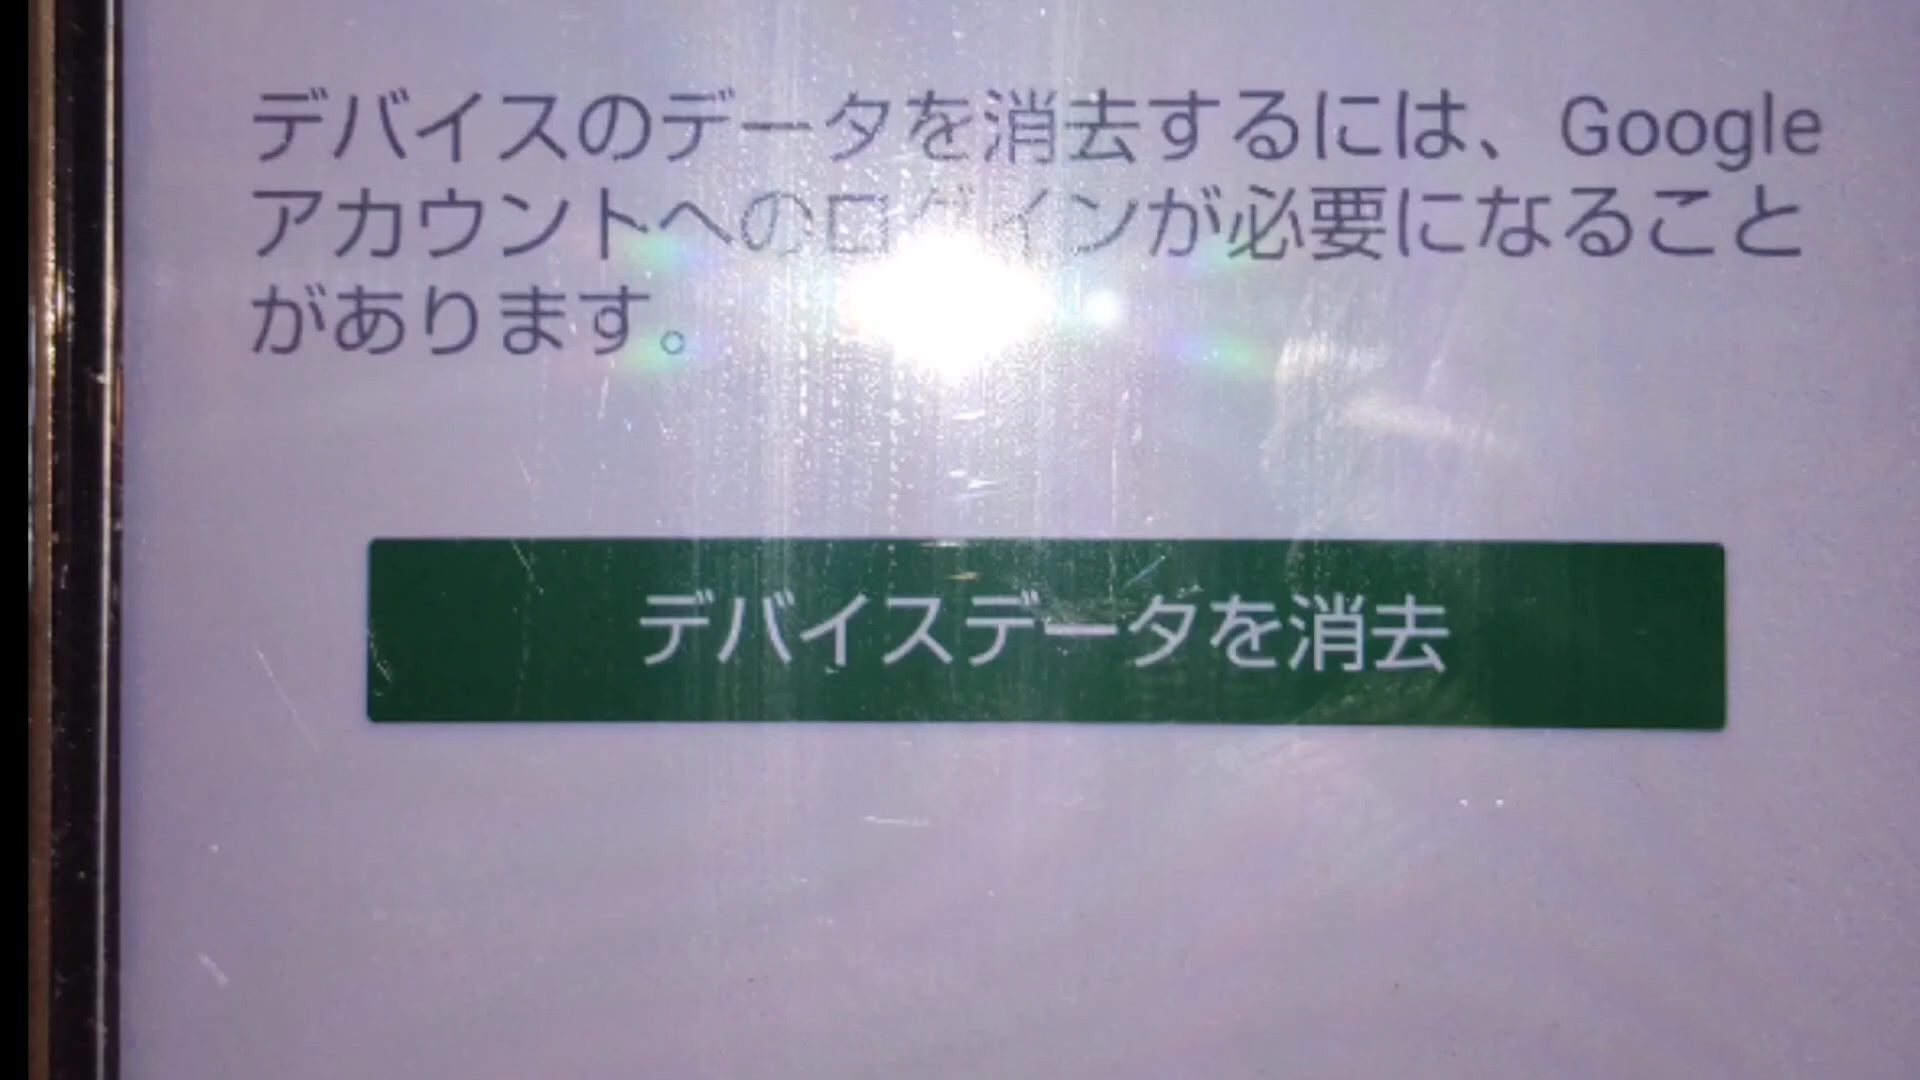 デバイスのデータを消去するには、Google
アカウントへのログインが必要になること
があります。
デバイスデータを消去